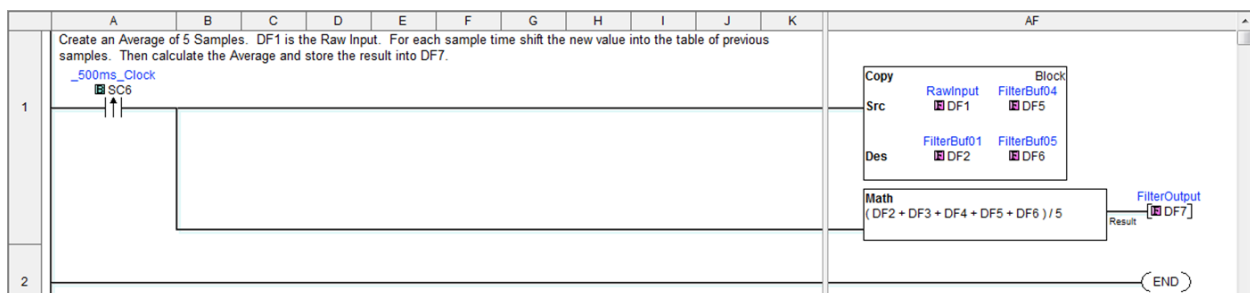 A B C D E F G H I J K AF
Create an Average of 5 Samples. DF1 is the Raw Input. For each sample time shift the new value into the table of previous
samples. Then calculate the Average and store the result into DF7.
_500ms_Clock
SC6
1
Copy Block
RawInput FilterBuf04
Src DF1 DF5
FilterBuf01 FilterBuf05
Des DF2 DF6
Math
( DF2 + DF3 + DF4 + DF5 + DF6 ) / 5
FilterOutput
Result DF7
2
END